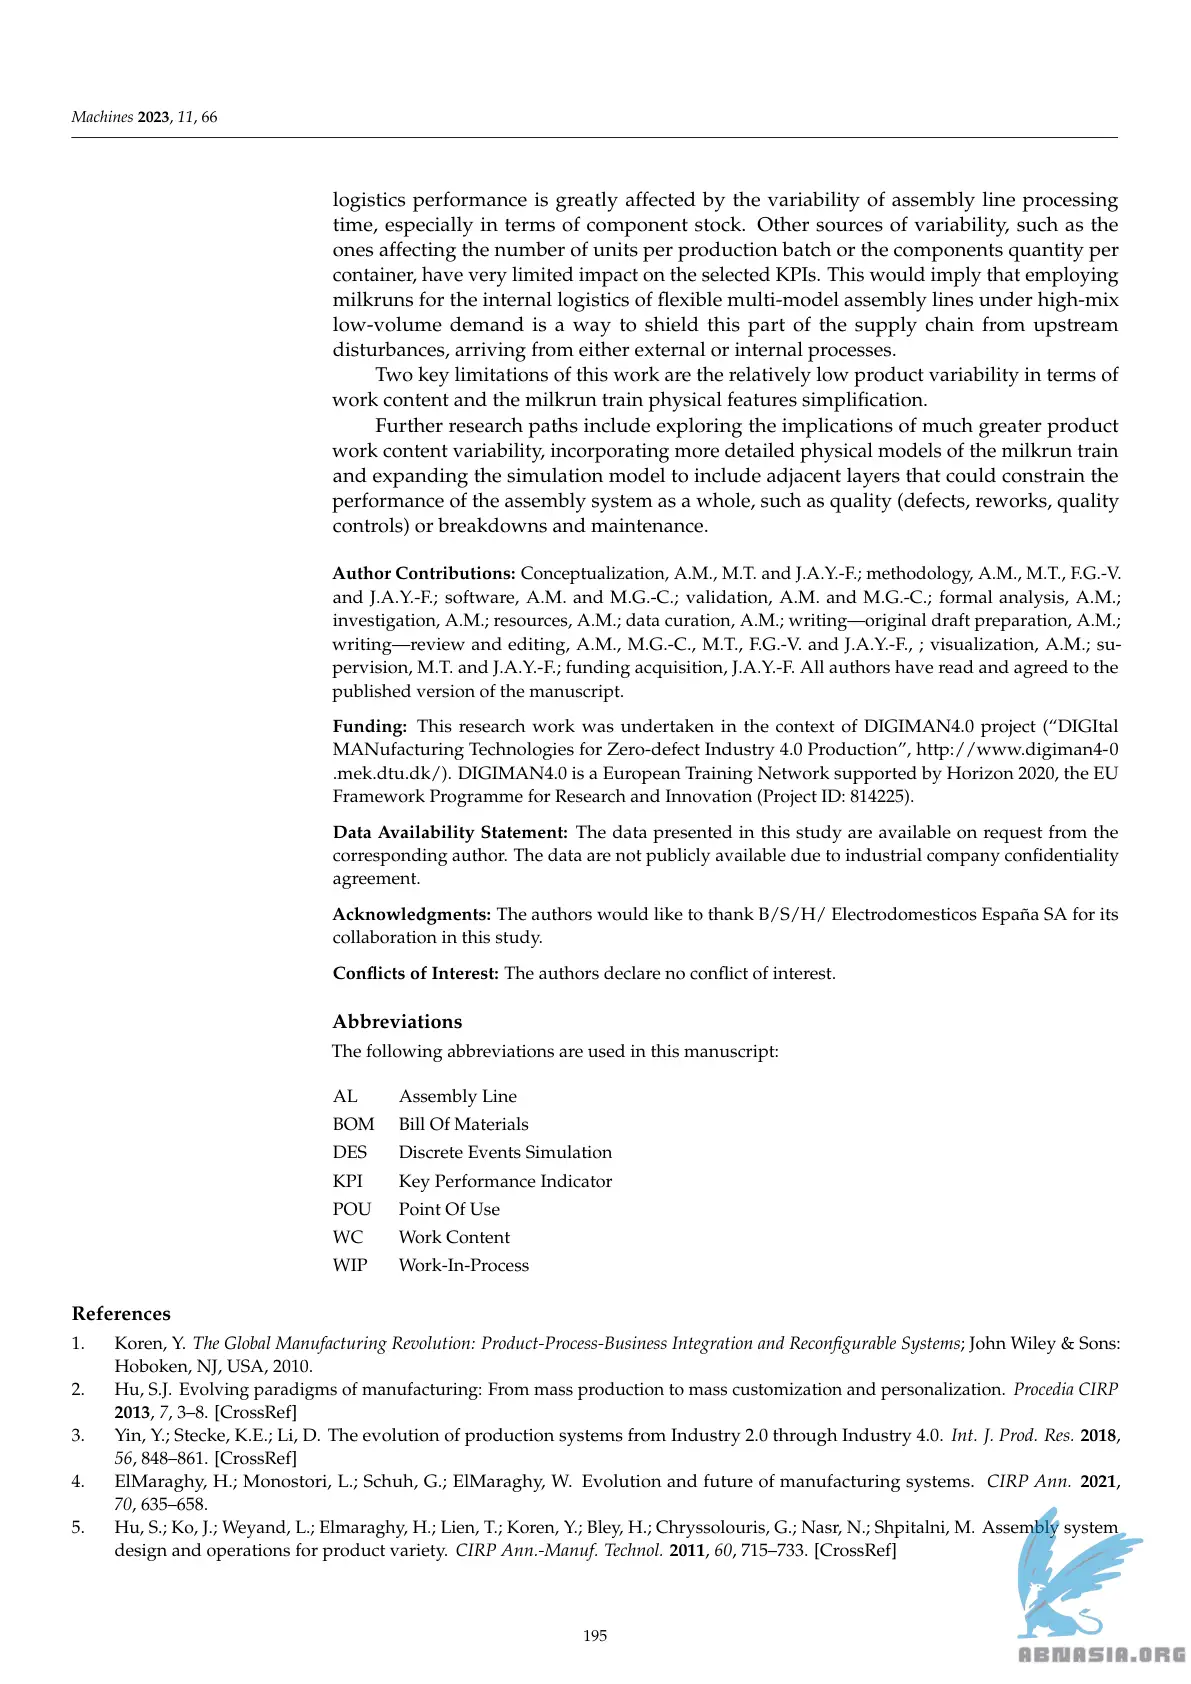 Machines 2023, 11, 66
logistics performance is greatly affected by the variability of assembly line processing
time, especially in terms of component stock. Other sources of variability, such as the
ones affecting the number of units per production batch or the components quantity per
container, have very limited impact on the selected KPIs. This would imply that employing
milkruns for the internal logistics of flexible multi-model assembly lines under high-mix
low-volume demand is a way to shield this part of the supply chain from upstream
disturbances, arriving from either external or internal processes.
Two key limitations of this work are the relatively low product variability in terms of
work content and the milkrun train physical features simplification.
Further research paths include exploring the implications of much greater product
work content variability, incorporating more detailed physical models of the milkrun train
and expanding the simulation model to include adjacent layers that could constrain the
performance of the assembly system as a whole, such as quality (defects, reworks, quality
controls) or breakdowns and maintenance.
Author Contributions: Conceptualization, A.M., M.T. and J.A.Y.-F.; methodology, A.M., M.T., F.G.-V.
and J.A.Y.-F.; software, A.M. and M.G.-C.; validation, A.M. and M.G.-C.; formal analysis, A.M.;
investigation, A.M.; resources, A.M.; data curation, A.M.; writing—original draft preparation, A.M.;
writing—review and editing, A.M., M.G.-C., M.T., F.G.-V. and J.A.Y.-F., ; visualization, A.M.; su-
pervision, M.T. and J.A.Y.-F.; funding acquisition, J.A.Y.-F. All authors have read and agreed to the
published version of the manuscript.
Funding: This research work was undertaken in the context of DIGIMAN4.0 project (“DIGItal
MANufacturing Technologies for Zero-defect Industry 4.0 Production”, http://www.digiman4-0
.mek.dtu.dk/). DIGIMAN4.0 is a European Training Network supported by Horizon 2020, the EU
Framework Programme for Research and Innovation (Project ID: 814225).
Data Availability Statement: The data presented in this study are available on request from the
corresponding author. The data are not publicly available due to industrial company confidentiality
agreement.
Acknowledgments: The authors would like to thank B/S/H/ Electrodomesticos España SA for its
collaboration in this study.
Conflicts of Interest: The authors declare no conflict of interest.
Abbreviations
The following abbreviations are used in this manuscript:
AL Assembly Line
BOM Bill Of Materials
DES Discrete Events Simulation
KPI Key Performance Indicator
POU Point Of Use
WC Work Content
WIP Work-In-Process
References
1. Koren, Y. The Global Manufacturing Revolution: Product-Process-Business Integration and Reconfigurable Systems; John Wiley & Sons:
Hoboken, NJ, USA, 2010.
2. Hu, S.J. Evolving paradigms of manufacturing: From mass production to mass customization and personalization. Procedia CIRP
2013, 7, 3–8. [CrossRef]
3. Yin, Y.; Stecke, K.E.; Li, D. The evolution of production systems from Industry 2.0 through Industry 4.0. Int. J. Prod. Res. 2018,
56, 848–861. [CrossRef]
4. ElMaraghy, H.; Monostori, L.; Schuh, G.; ElMaraghy, W. Evolution and future of manufacturing systems. CIRP Ann. 2021,
70, 635–658.
5. Hu, S.; Ko, J.; Weyand, L.; Elmaraghy, H.; Lien, T.; Koren, Y.; Bley, H.; Chryssolouris, G.; Nasr, N.; Shpitalni, M. Assembly system
design and operations for product variety. CIRP Ann.-Manuf. Technol. 2011, 60, 715–733. [CrossRef]
195
ABNASIA.ORG